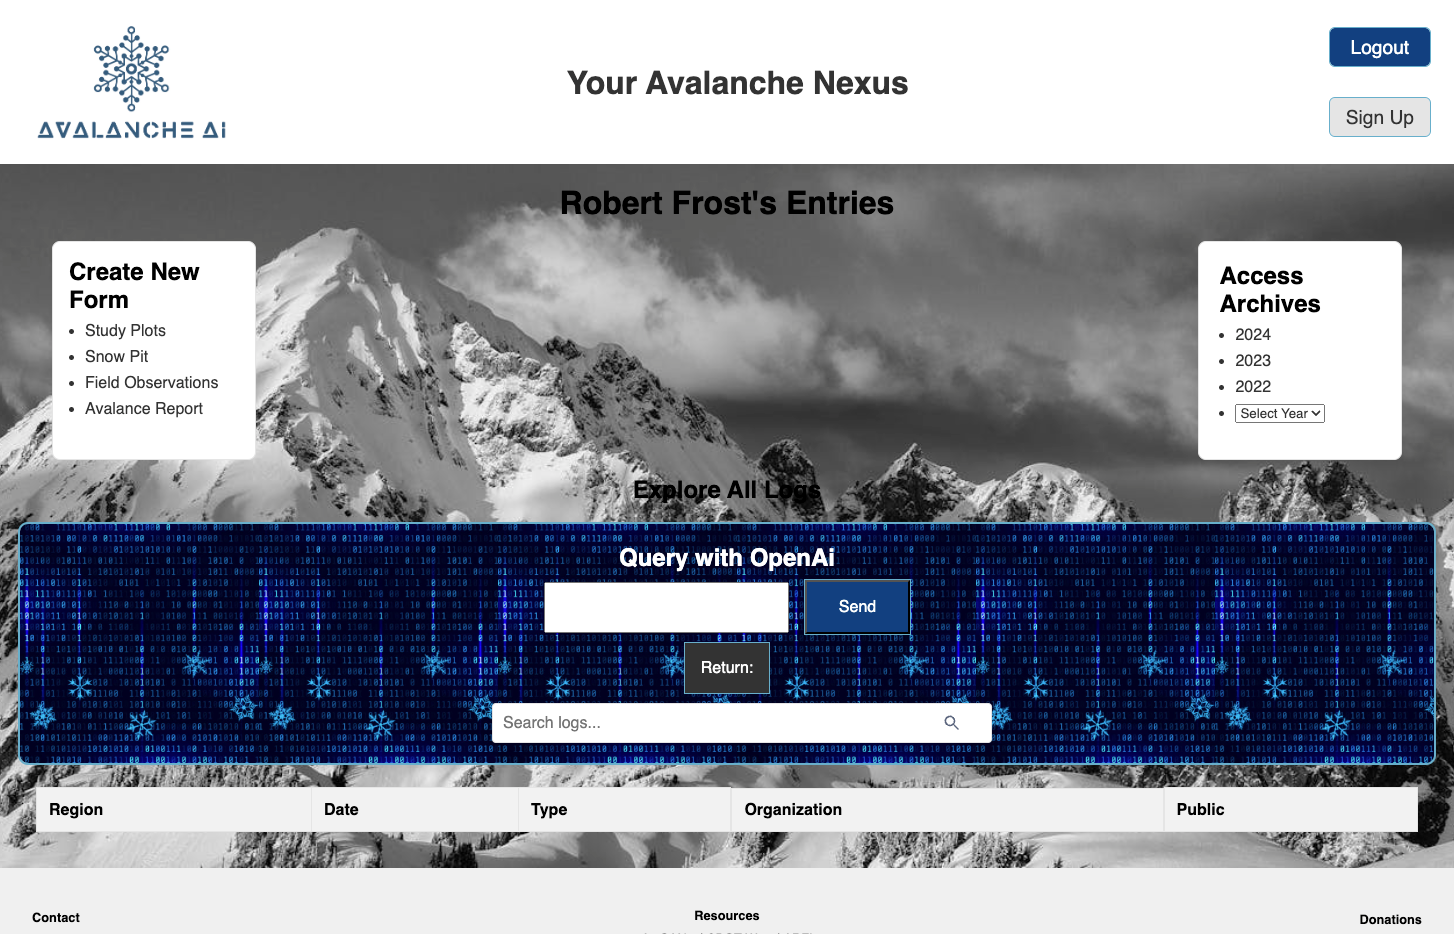 AVALANCHE Ai
Your Avalanche Nexus
Logout
Sign Up
Robert Frost's Entries
Create New
Form
Study Plots
Snow Pit
Field Observations
Avalance Report
Access
Archives
2024
2023
2022
Select Year
Explore All Logs
Query with OpenAi
Send
Return:
Search logs...
Region Date Type Organization Public
Contact
Resources
Donations